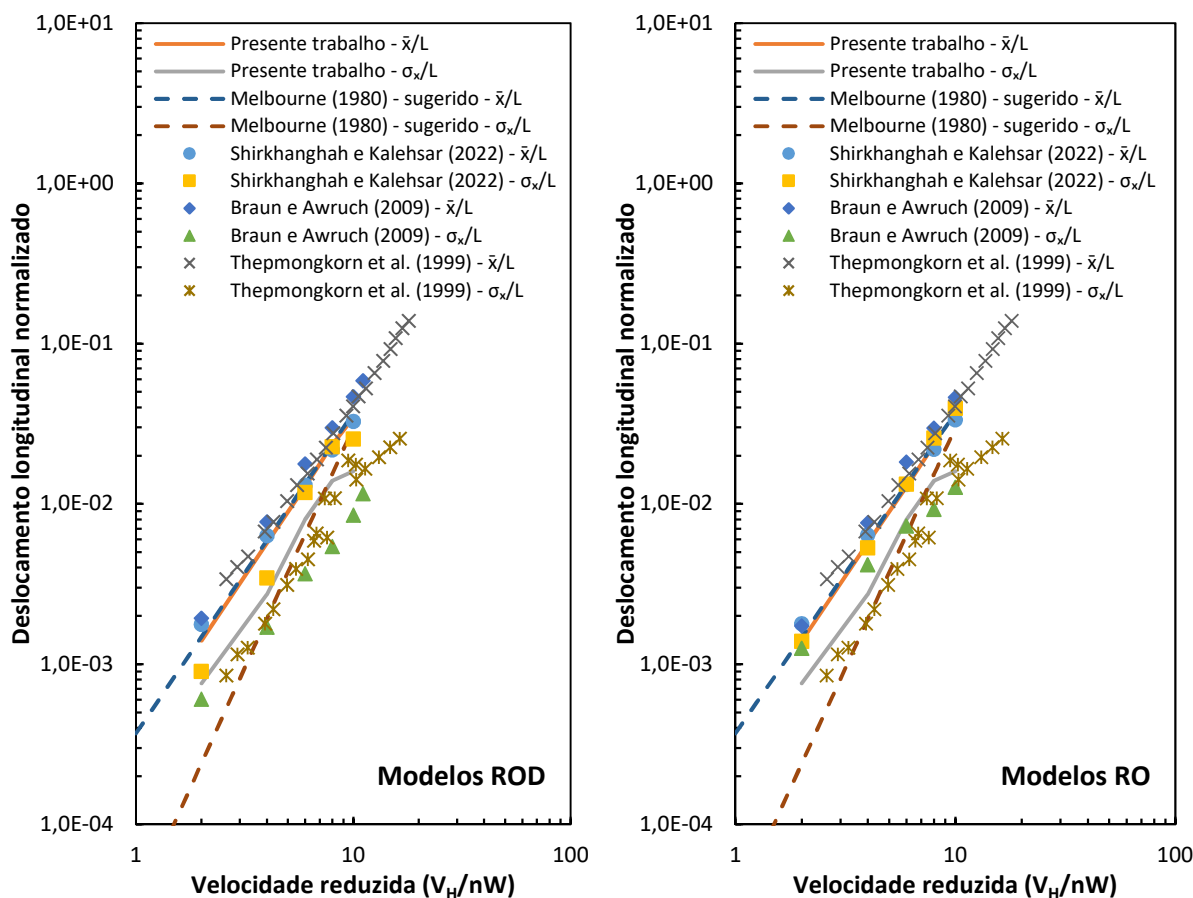 Deslocamento longitudinal normalizado
1,0E+01
1,0E+00
1,0E-01
1,0E-02
1,0E-03
1,0E-04
Presente trabalho - x̄/L
Presente trabalho - σₓ/L
Melbourne (1980) - sugerido - x̄/L
Melbourne (1980) - sugerido - σₓ/L
Shirkhanghah e Kalehsar (2022) - x̄/L
Shirkhanghah e Kalehsar (2022) - σₓ/L
Braun e Awruch (2009) - x̄/L
Braun e Awruch (2009) - σₓ/L
Thepmongkorn et al. (1999) - x̄/L
Thepmongkorn et al. (1999) - σₓ/L
Modelos ROD
1 10 100
Velocidade reduzida (V_H/nW)
Deslocamento longitudinal normalizado
1,0E+01
1,0E+00
1,0E-01
1,0E-02
1,0E-03
1,0E-04
Presente trabalho - x̄/L
Presente trabalho - σₓ/L
Melbourne (1980) - sugerido - x̄/L
Melbourne (1980) - sugerido - σₓ/L
Shirkhanghah e Kalehsar (2022) - x̄/L
Shirkhanghah e Kalehsar (2022) - σₓ/L
Braun e Awruch (2009) - x̄/L
Braun e Awruch (2009) - σₓ/L
Thepmongkorn et al. (1999) - x̄/L
Thepmongkorn et al. (1999) - σₓ/L
Modelos RO
1 10 100
Velocidade reduzida (V_H/nW)